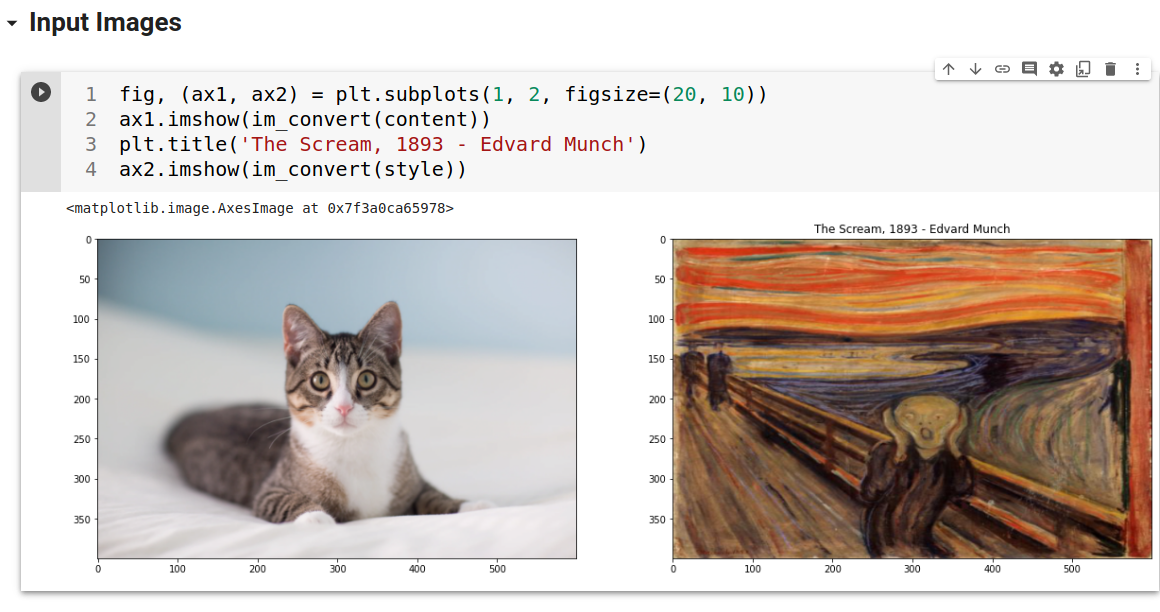 Input Images
1 fig, (ax1, ax2) = plt.subplots(1, 2, figsize=(20, 10))
2 ax1.imshow(im_convert(content))
3 plt.title('The Scream, 1893 - Edvard Munch')
4 ax2.imshow(im_convert(style))
<matplotlib.image.AxesImage at 0x7f3a0ca65978>
0
50
100
150
200
250
300
350
0 100 200 300 400 500
The Scream, 1893 - Edvard Munch
0
50
100
150
200
250
300
350
0 100 200 300 400 500